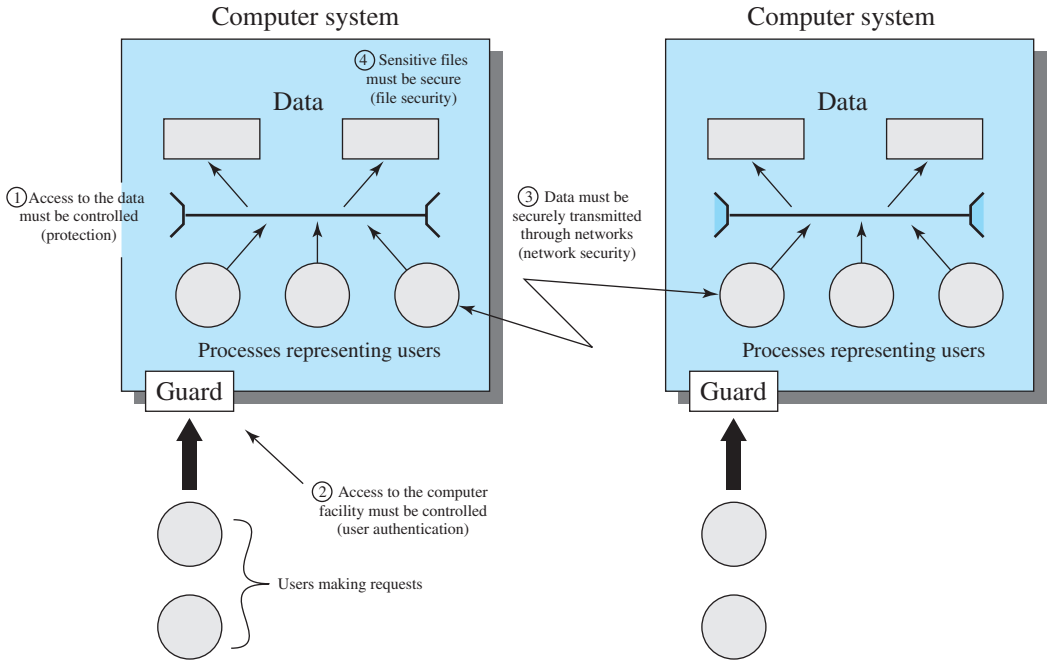 Computer system
Computer system
④ Sensitive files
must be secure
(file security)
Data
Data
① Access to the data
must be controlled
(protection)
③ Data must be
securely transmitted
through networks
(network security)
Processes representing users
Processes representing users
Guard
Guard
② Access to the computer
facility must be controlled
(user authentication)
Users making requests